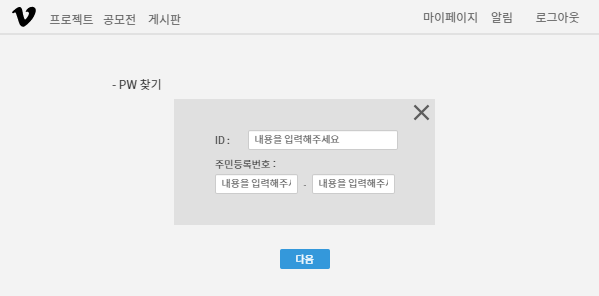 프로젝트 공모전 게시판 마이페이지 알림 로그아웃
- PW 찾기
ID : 내용을 입력해주세요
주민등록번호 :
내용을 입력해주 - 내용을 입력해주
다음